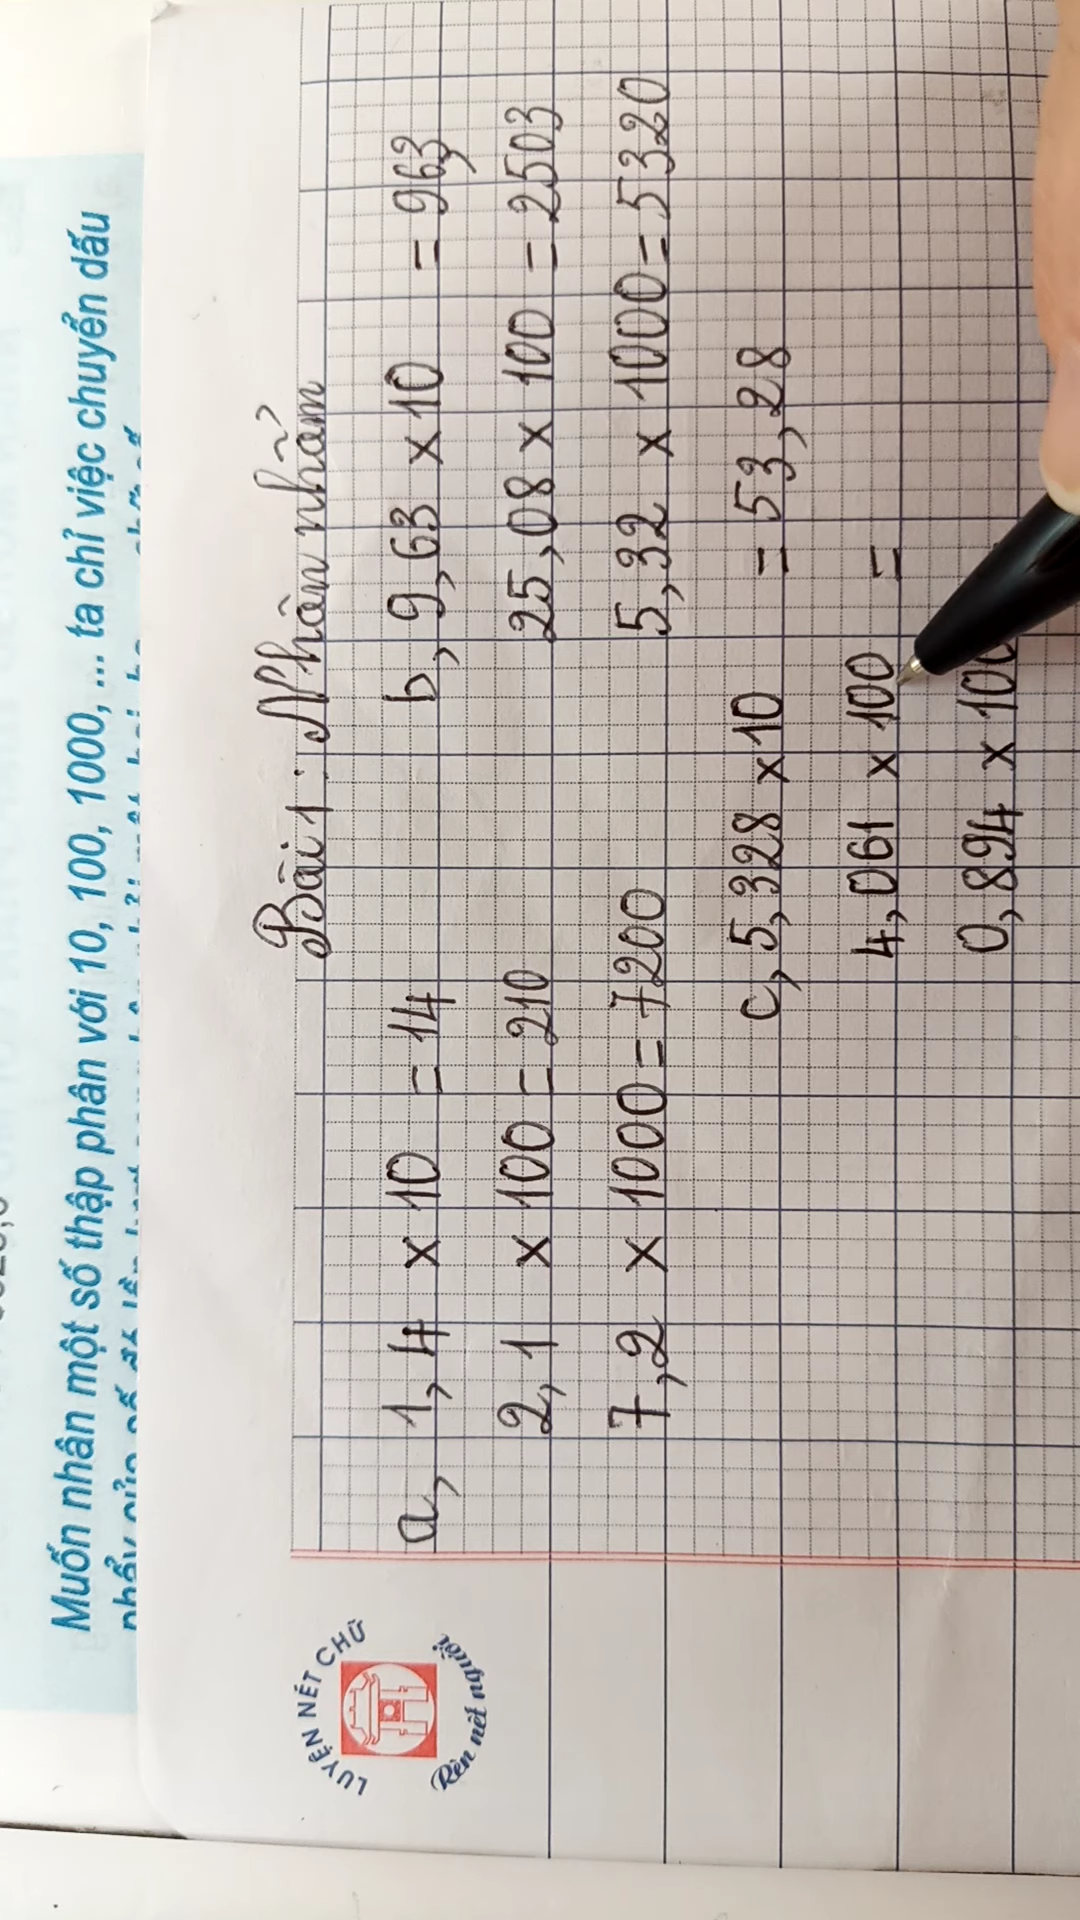 Muốn nhân một số thập phân với 10, 100, 1000, ... ta chỉ việc chuyển dấu
LUYỆN NÉT CHỮ
Rèn nết người
Bài 1: Nhân nhẩm
a, 1,4 x 10 = 14
2,1 x 100 = 210
7,2 x 1000 = 7200
b, 9,63 x 10 = 963,
25,08 x 100 = 2503
5,32 x 1000 = 5320
c, 5,328 x 10 = 53,28
4,061 x 100 =
0,894 x 100